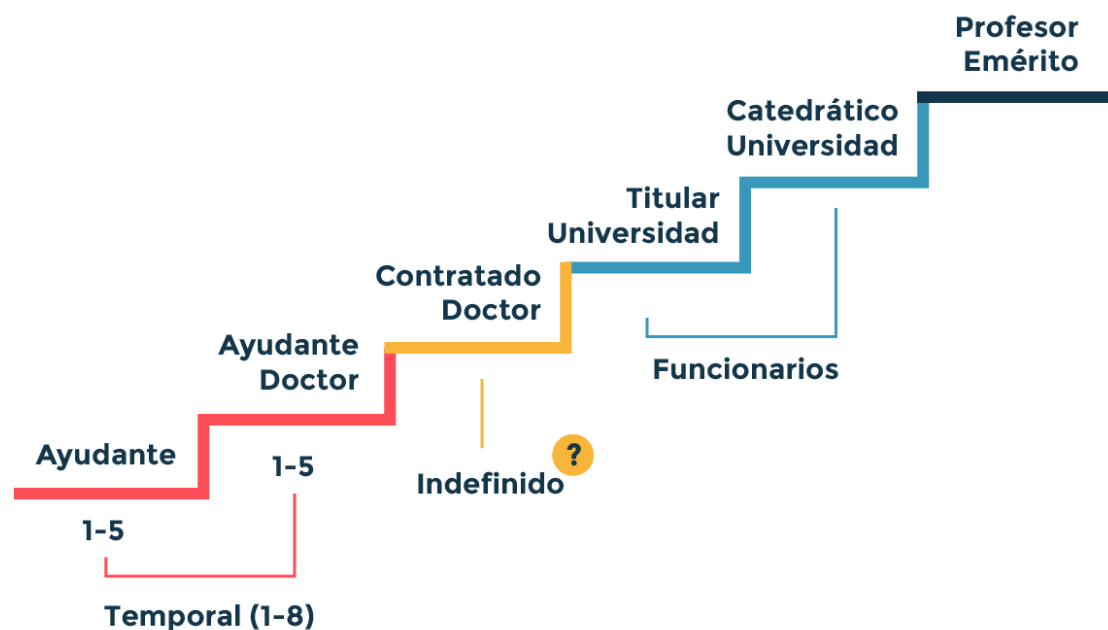 Profesor
Emérito
Catedrático
Universidad
Titular
Universidad
Contratado
Doctor
Ayudante
Doctor
Funcionarios
Ayudante
1-5
?
Indefinido
1-5
Temporal (1-8)